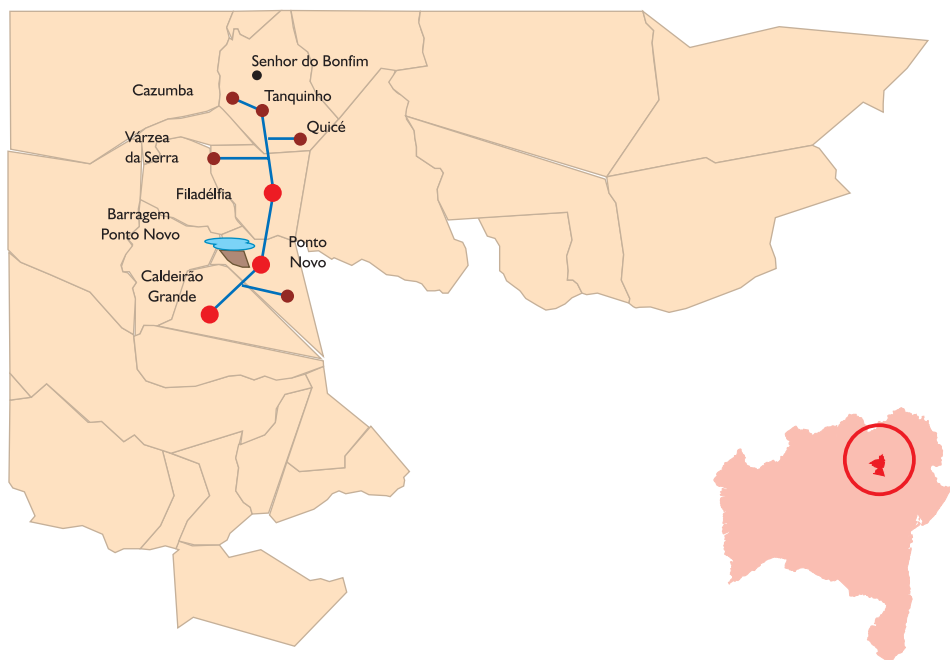 Senhor do Bonfim
Cazumba
Tanquinho
Quicé
Várzea
da Serra
Filadélfia
Barragem
Ponto Novo
Ponto
Novo
Caldeirão
Grande